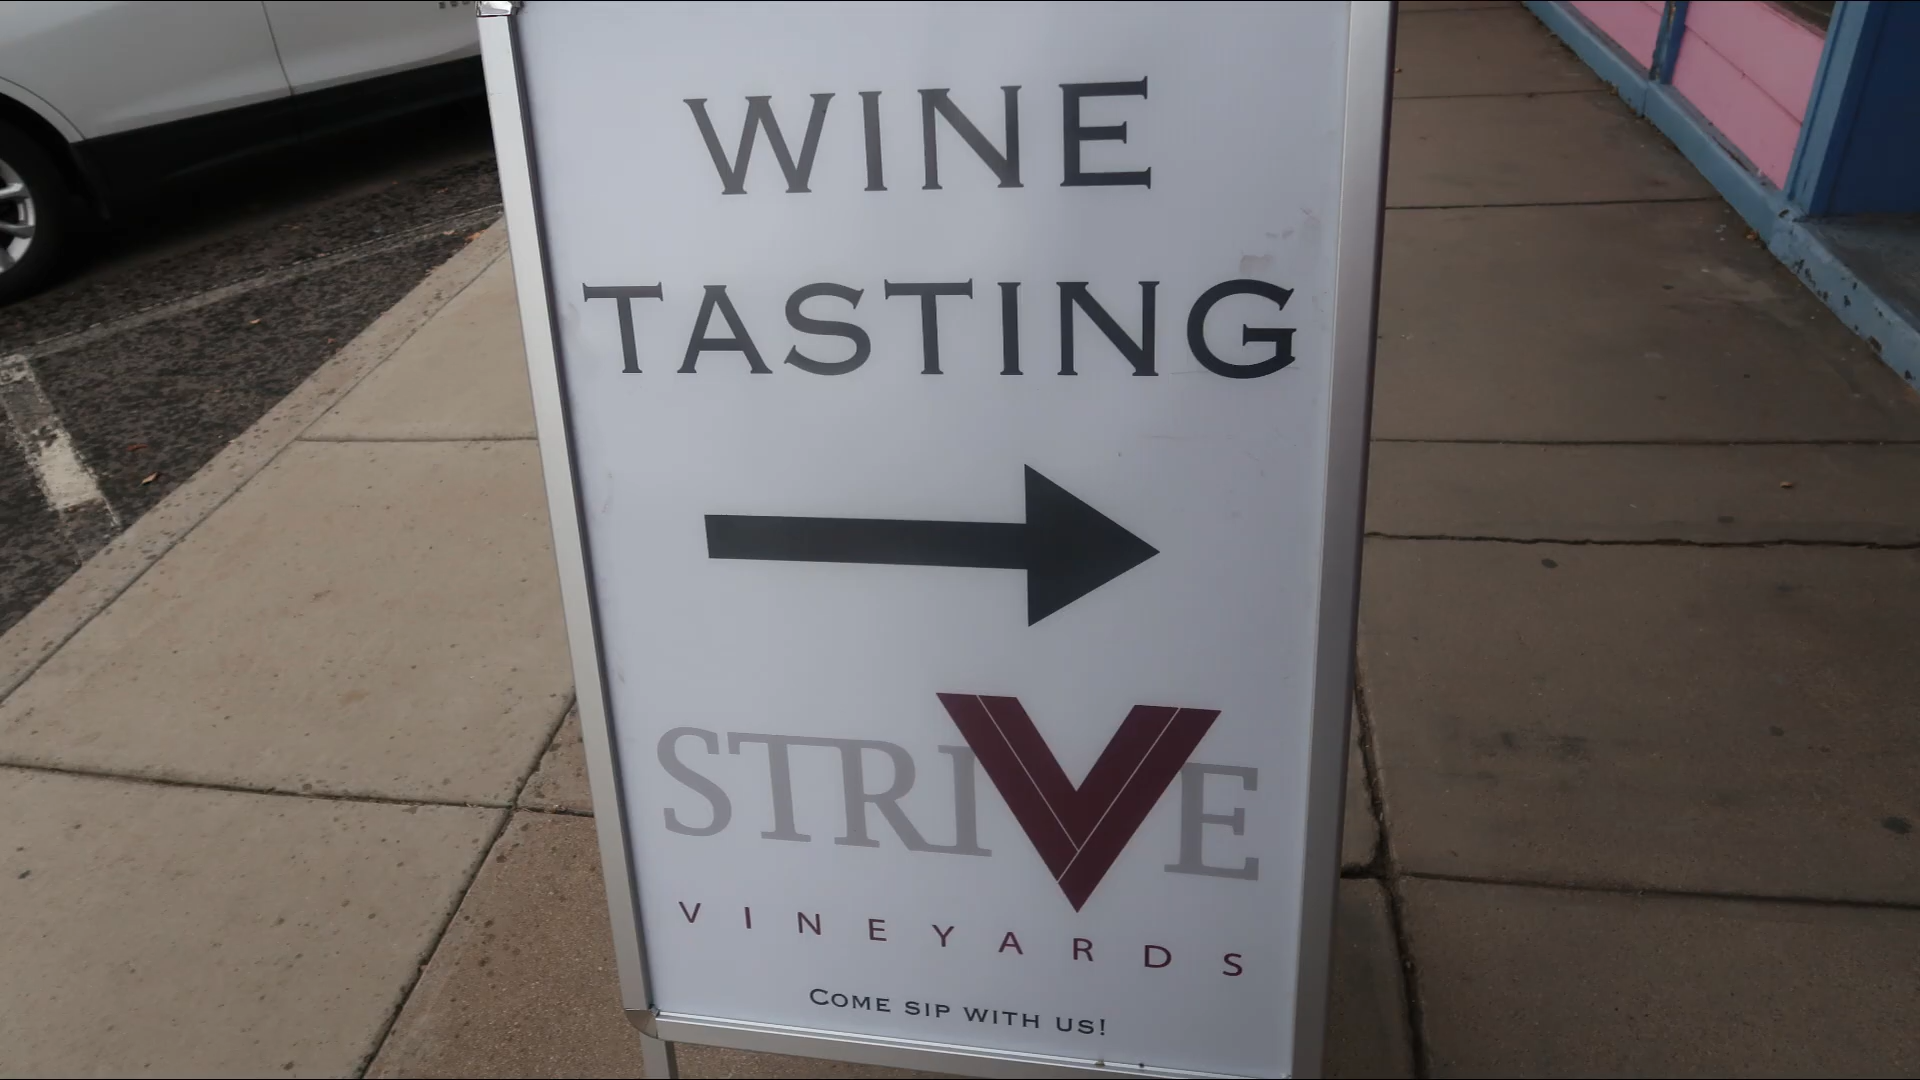 WINE
TASTING
STRIVE
VINEYARDS
COME SIP WITH US!